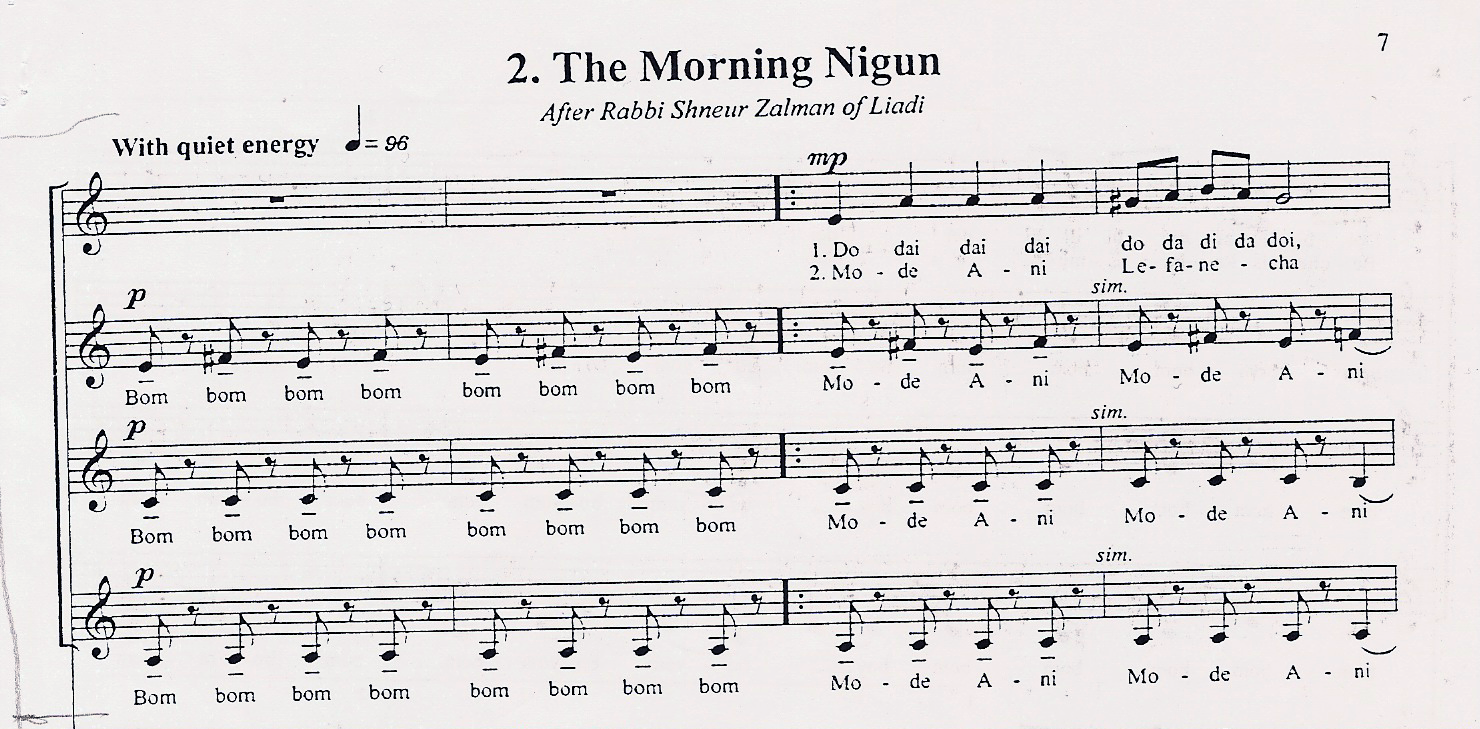 7
2. The Morning Nigun
After Rabbi Shneur Zalman of Liadi
With quiet energy ♩= 96
mp
1. Do dai dai dai do da di da doi,
2. Mo - de A - ni Le- fa- ne - cha
sim.
p
Bom bom bom bom bom bom bom bom Mo - de A - ni Mo - de A - ni
sim.
p
Bom bom bom bom bom bom bom bom Mo - de A - ni Mo - de A - ni
sim.
p
Bom bom bom bom bom bom bom bom Mo - de A - ni Mo - de A - ni